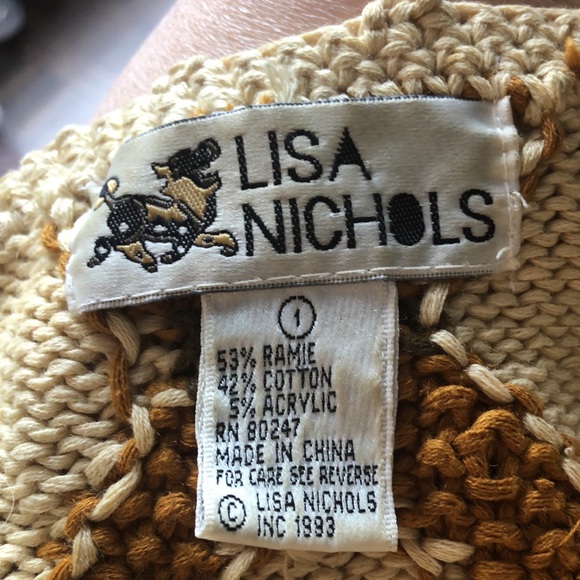 LISA
NICHOLS
1
53% RAMIE
42% COTTON
5% ACRYLIC
RN 80247
MADE IN CHINA
FOR CARE SEE REVERSE
© LISA NICHOLS
INC 1993